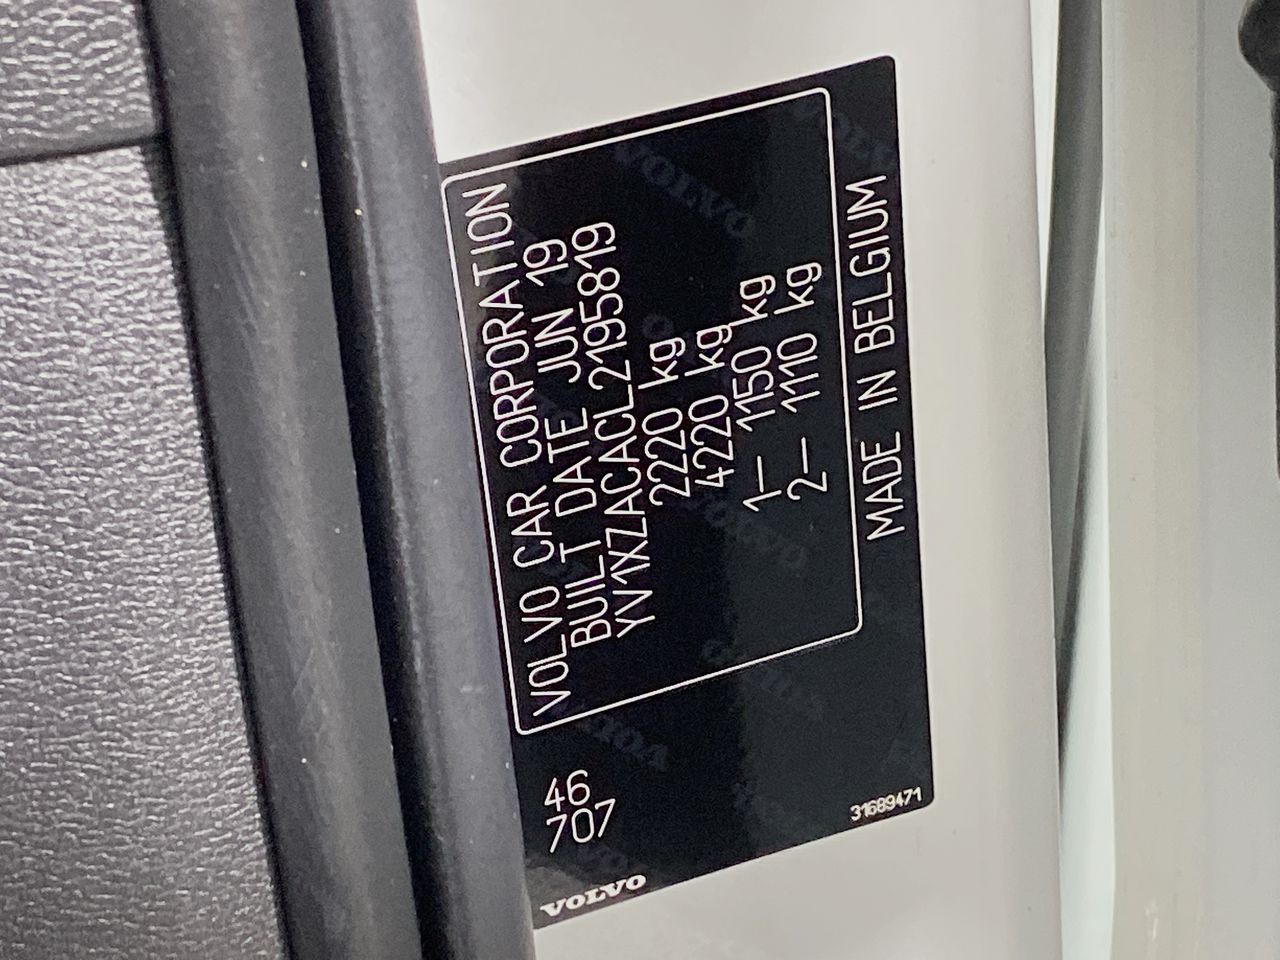 VOLVO CAR CORPORATION
BUILT DATE JUN 19
YV1XZACACL2195819
2220 kg
4220 kg
1— 1150 kg
2— 1110 kg
MADE IN BELGIUM
46
707
31689471
VOLVO